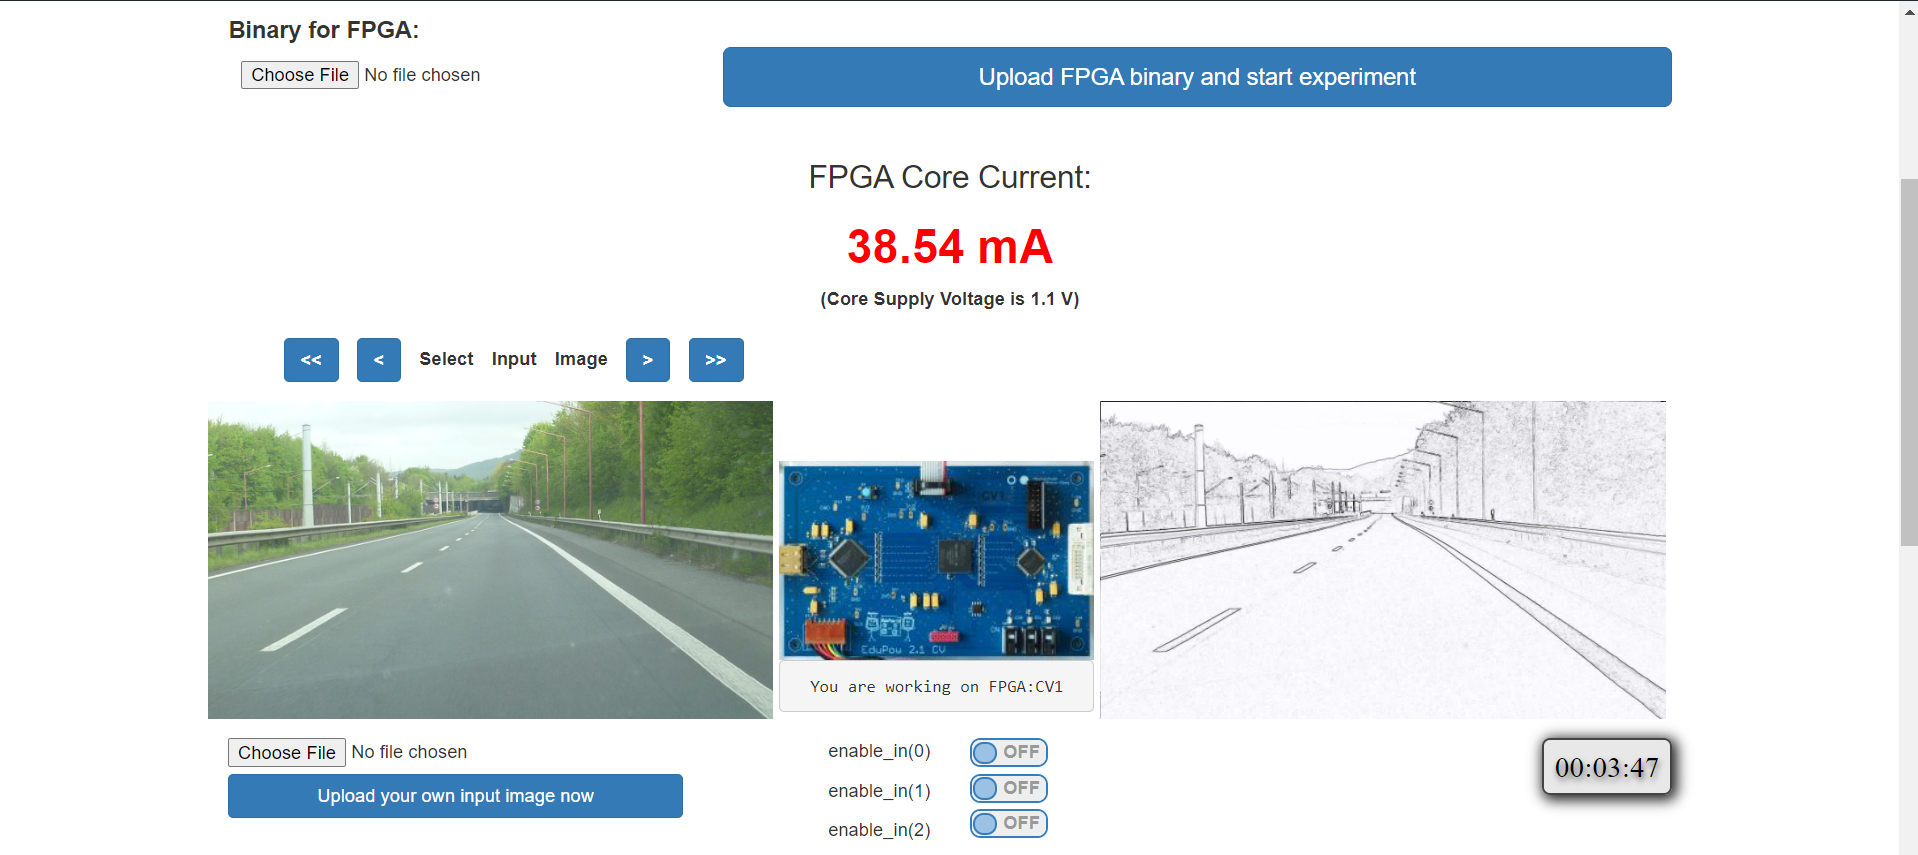 Binary for FPGA:
Choose File No file chosen
Upload FPGA binary and start experiment
FPGA Core Current:
38.54 mA
(Core Supply Voltage is 1.1 V)
<< < Select Input Image > >>
CV1
EduPow 2.1 CV
You are working on FPGA:CV1
Choose File No file chosen
Upload your own input image now
enable_in(0) OFF
enable_in(1) OFF
enable_in(2) OFF
00:03:47